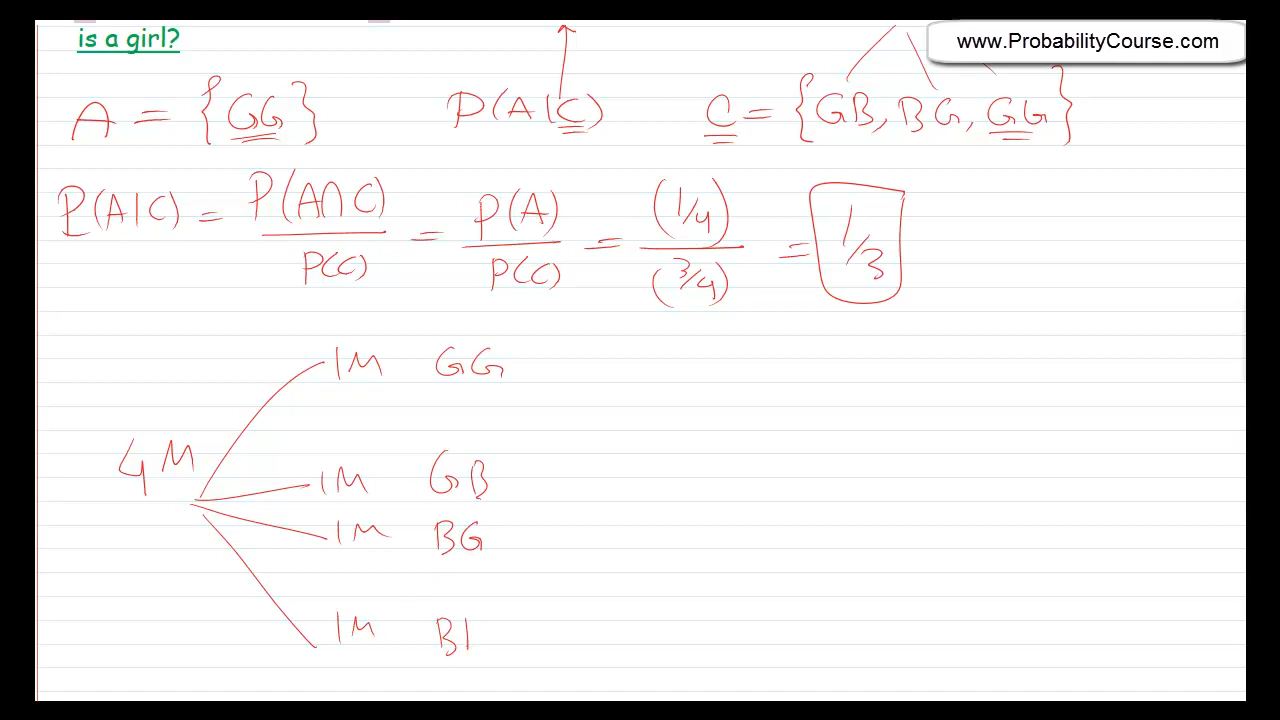 is a girl?
www.ProbabilityCourse.com
A = {GG} P(A|C) C = {GB, BG, GG}
P(A|C) = P(A∩C)/P(C) = P(A)/P(C) = (1/4)/(3/4) = 1/3
1M GG
4M
1M GB
1M BG
1M B